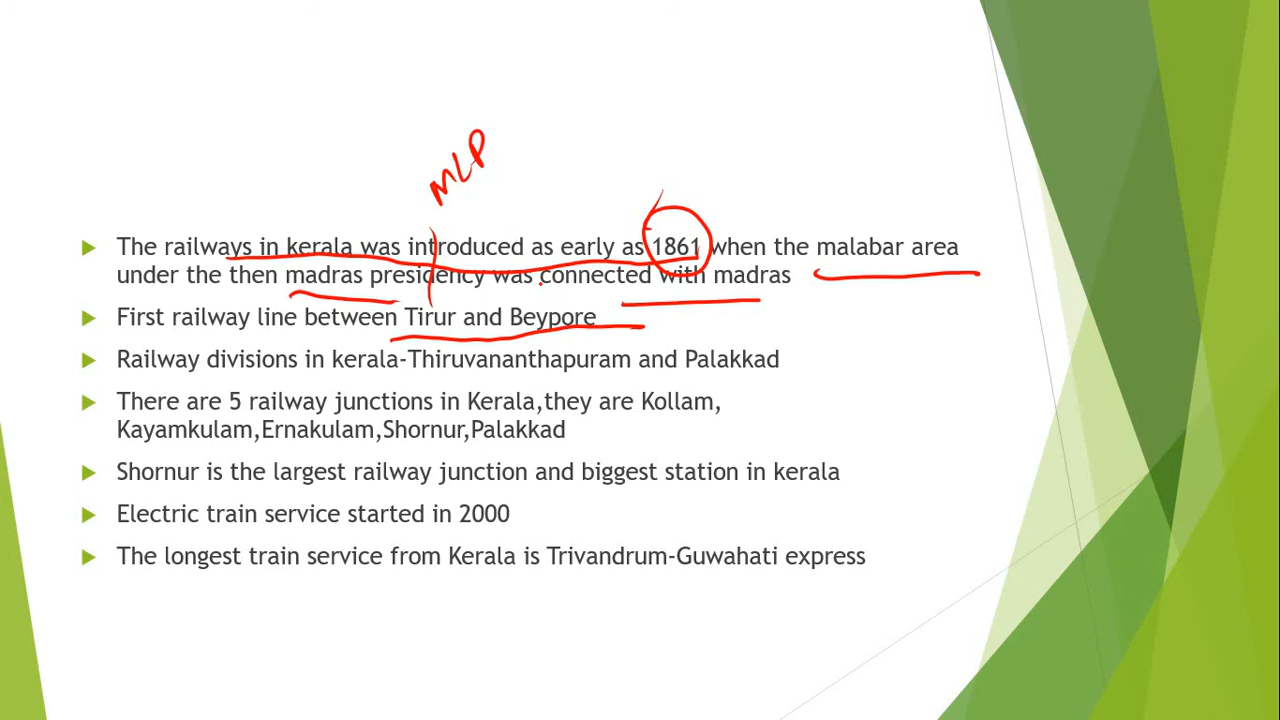 MLP
The railways in kerala was introduced as early as 1861 when the malabar area
under the then madras presidency was connected with madras
First railway line between Tirur and Beypore
Railway divisions in kerala-Thiruvananthapuram and Palakkad
There are 5 railway junctions in Kerala,they are Kollam,
Kayamkulam,Ernakulam,Shornur,Palakkad
Shornur is the largest railway junction and biggest station in kerala
Electric train service started in 2000
The longest train service from Kerala is Trivandrum-Guwahati express